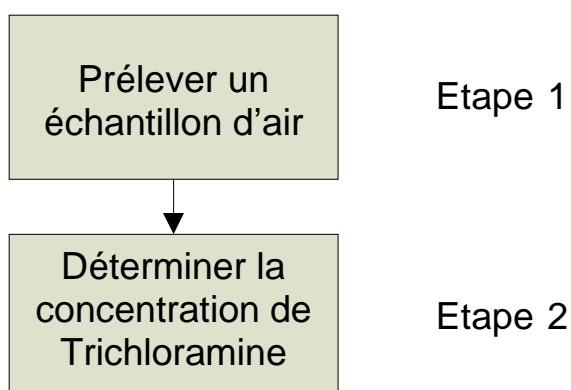 Prélever un
échantillon d'air
Etape 1
Déterminer la
concentration de
Trichloramine
Etape 2